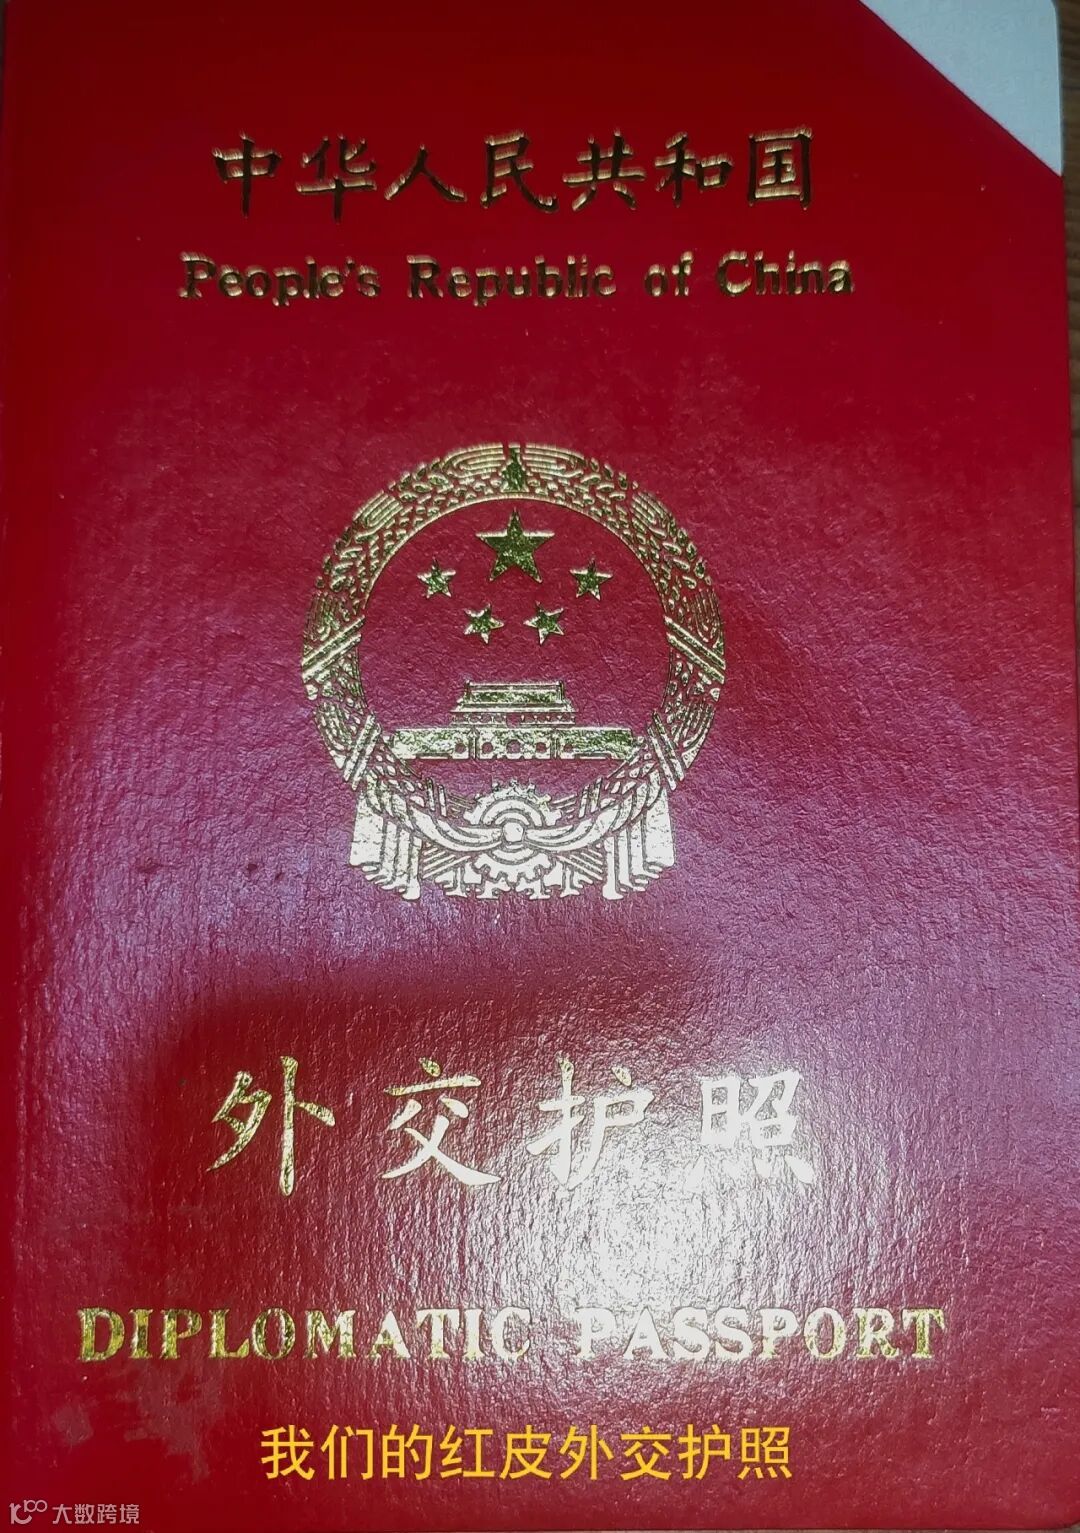 中华人民共和国
People's Republic of China
外交护照
DIPLOMATIC PASSPORT
我们的红皮外交护照
大数跨境